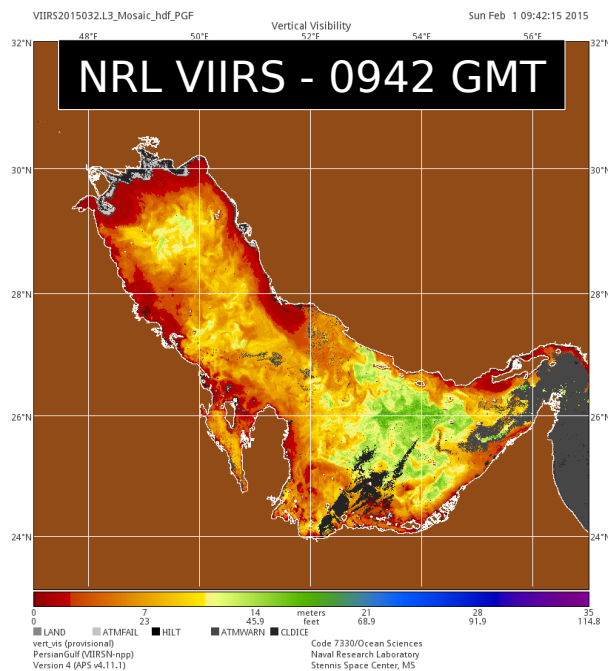 VIIRS2015032.L3_Mosaic_hdf_PGF Sun Feb 1 09:42:15 2015
Vertical Visibility
48°E 50°E 52°E 54°E 56°E
32°N 32°N
NRL VIIRS - 0942 GMT
30°N 30°N
28°N 28°N
26°N 26°N
24°N 24°N
0 7 14 meters 21 28 35
0 23 45.9 feet 68.9 91.9 114.8
LAND ATMFAIL HILT ATMWARN CLDICE
vert_vis (provisional) Code 7330/Ocean Sciences
PersianGulf (VIIRSN-npp) Naval Research Laboratory
Version 4 (APS v4.11.1) Stennis Space Center, MS